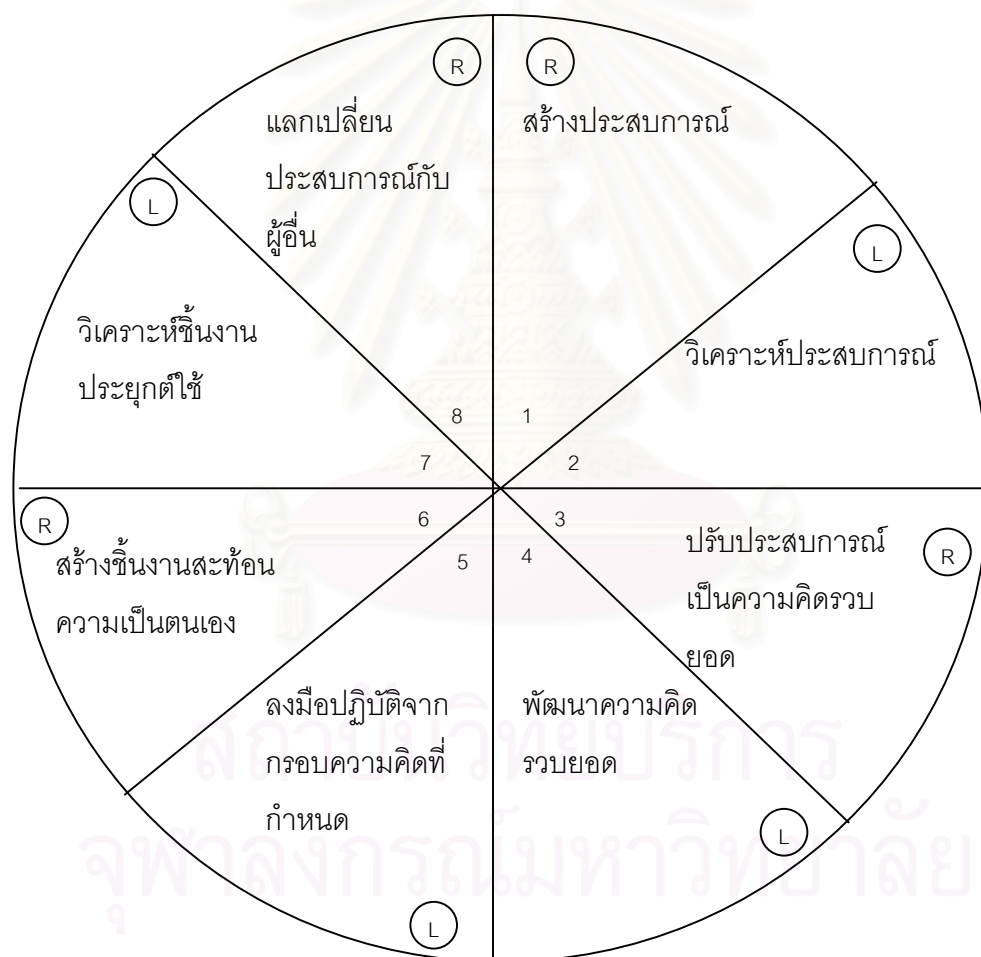 R
R
แลกเปลี่ยน
ประสบการณ์กับ
ผู้อื่น
สร้างประสบการณ์
L
L
วิเคราะห์ชิ้นงาน
ประยุกต์ใช้
วิเคราะห์ประสบการณ์
8
1
7
2
6
3
5
4
R
สร้างชิ้นงานสะท้อน
ความเป็นตนเอง
ปรับประสบการณ์
เป็นความคิดรวบ
ยอด
R
ลงมือปฏิบัติจาก
กรอบความคิดที่
กำหนด
พัฒนาความคิด
รวบยอด
L
L
สถาบันวิทยบริการ
จุฬาลงกรณ์มหาวิทยาลัย